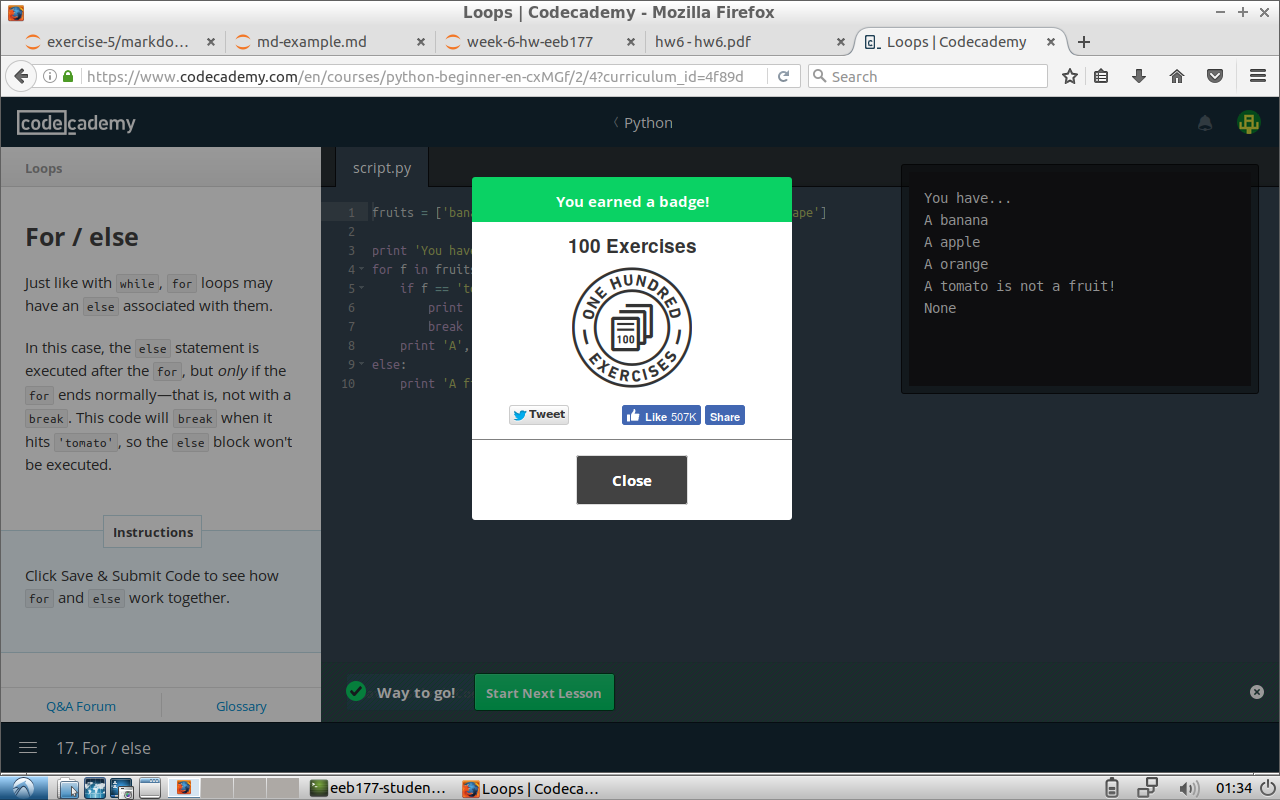 Loops | Codecademy - Mozilla Firefox
exercise-5/markdo...
md-example.md
week-6-hw-eeb177
hw6 - hw6.pdf
Loops | Codecademy
https://www.codecademy.com/en/courses/python-beginner-en-cxMGf/2/4?curriculum_id=4f89d
Search
codecademy
Python
Loops
For / else
Just like with while, for loops may
have an else associated with them.
In this case, the else statement is
executed after the for, but only if the
for ends normally—that is, not with a
break. This code will break when it
hits 'tomato', so the else block won't
be executed.
Instructions
Click Save & Submit Code to see how
for and else work together.
Q&A Forum
Glossary
script.py
1 fruits = ['bana ape']
2
3 print 'You have
4 for f in fruits
5 if f == 'to
6 print
7 break
8 print 'A',
9 else:
10 print 'A f
You earned a badge!
100 Exercises
ONE HUNDRED
100
EXERCISES
Tweet
Like 507K
Share
Close
You have...
A banana
A apple
A orange
A tomato is not a fruit!
None
Way to go!
Start Next Lesson
17. For / else
eeb177-studen...
Loops | Codeca...
01:34